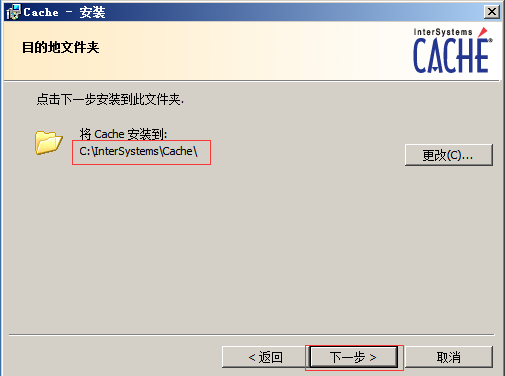 Cache - 安装
目的地文件夹
InterSystems
CACHÉ®
点击下一步安装到此文件夹.
将 Cache 安装到:
C:\InterSystems\Cache\
更改(C)...
< 返回
下一步 >
取消